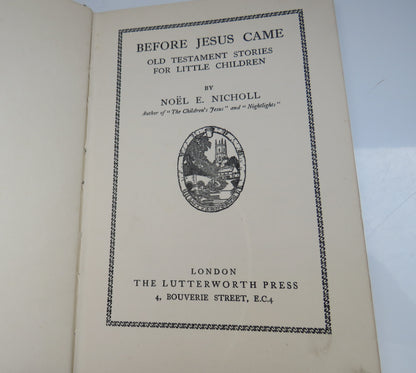 BEFORE JESUS CAME
OLD TESTAMENT STORIES
FOR LITTLE CHILDREN
BY
NOËL E. NICHOLL
Author of "The Children's Jesus" and "Nightlights"
LONDON
THE LUTTERWORTH PRESS
4, BOUVERIE STREET, E.C.4